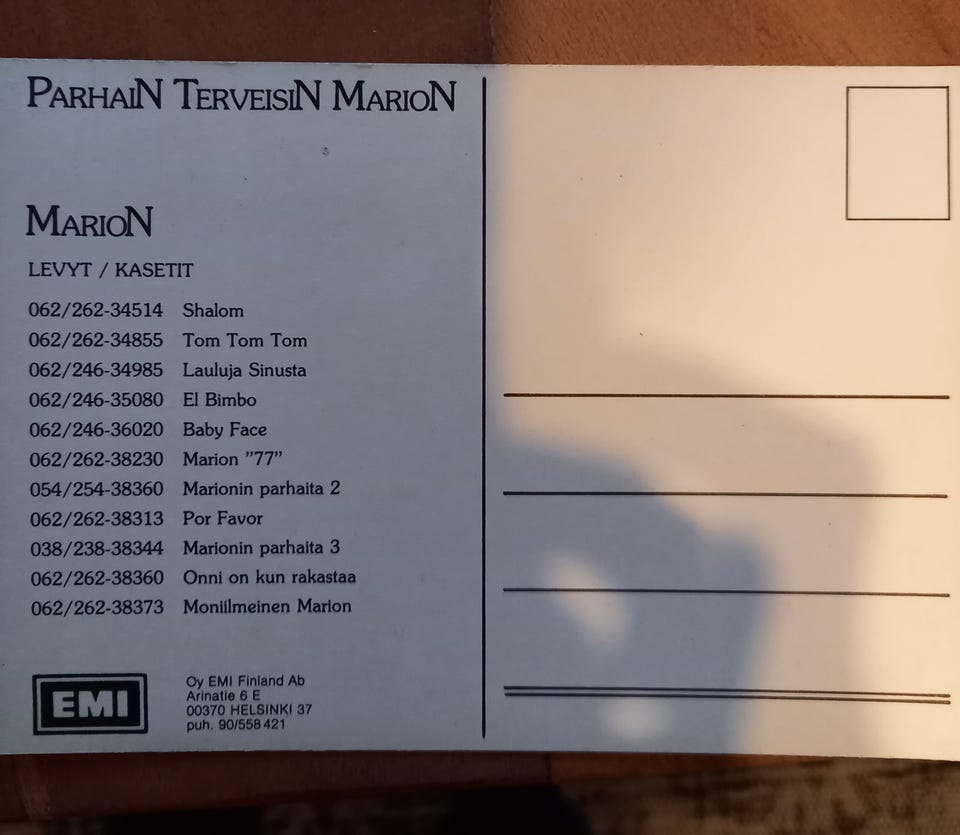 PARHAIN TERVEISIN MARION
MARION
LEVYT / KASETIT
062/262-34514 Shalom
062/262-34855 Tom Tom Tom
062/246-34985 Lauluja Sinusta
062/246-35080 El Bimbo
062/246-36020 Baby Face
062/262-38230 Marion ”77”
054/254-38360 Marionin parhaita 2
062/262-38313 Por Favor
038/238-38344 Marionin parhaita 3
062/262-38360 Onni on kun rakastaa
062/262-38373 Moniilmeinen Marion
EMI
Oy EMI Finland Ab
Arinatie 6 E
00370 HELSINKI 37
puh. 90/558 421